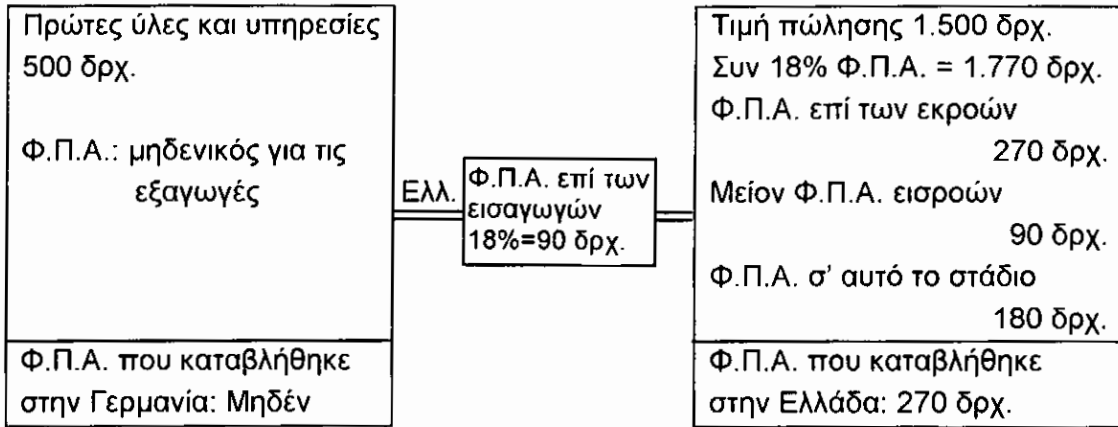 Πρώτες ύλες και υπηρεσίες
500 δρχ.
Φ.Π.Α.: μηδενικός για τις
εξαγωγές
Φ.Π.Α. που καταβλήθηκε
στην Γερμανία: Μηδέν
Ελλ.
Φ.Π.Α. επί των
εισαγωγών
18%=90 δρχ.
Τιμή πώλησης 1.500 δρχ.
Συν 18% Φ.Π.Α. = 1.770 δρχ.
Φ.Π.Α. επί των εκροών
270 δρχ.
Μείον Φ.Π.Α. εισροών
90 δρχ.
Φ.Π.Α. σ' αυτό το στάδιο
180 δρχ.
Φ.Π.Α. που καταβλήθηκε
στην Ελλάδα: 270 δρχ.